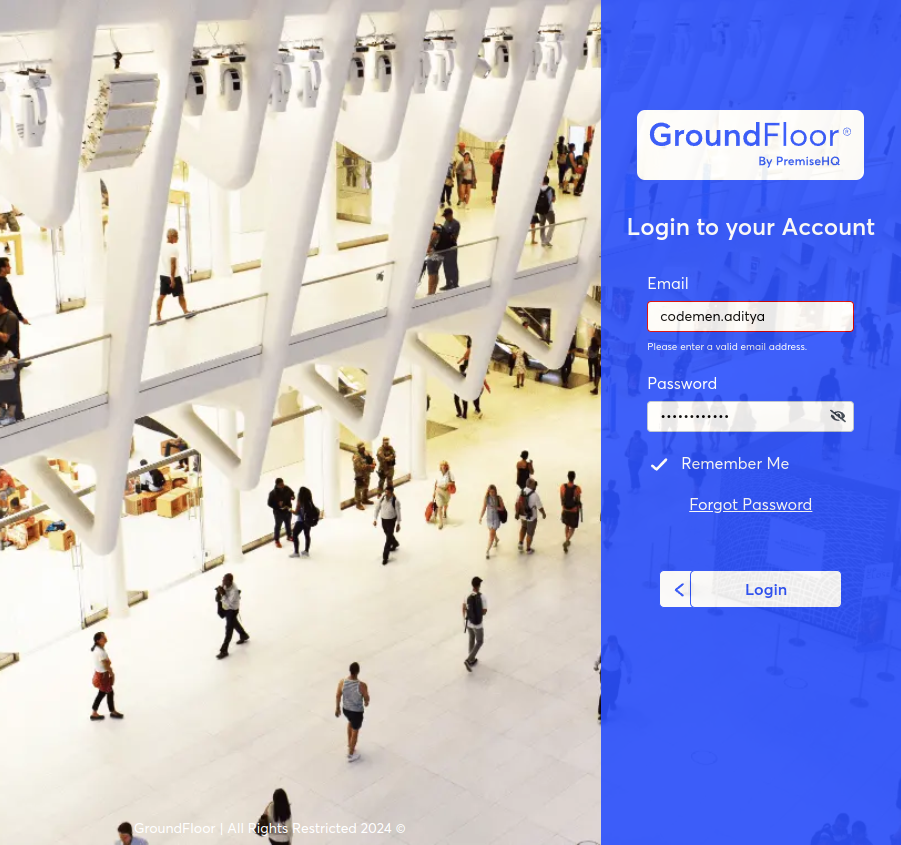 GroundFloor®
By PremiseHQ
Login to your Account
Email
codemen.aditya
Please enter a valid email address.
Password
••••••••••••
Remember Me
Forgot Password
Login
GroundFloor | All Rights Restricted 2024 ©